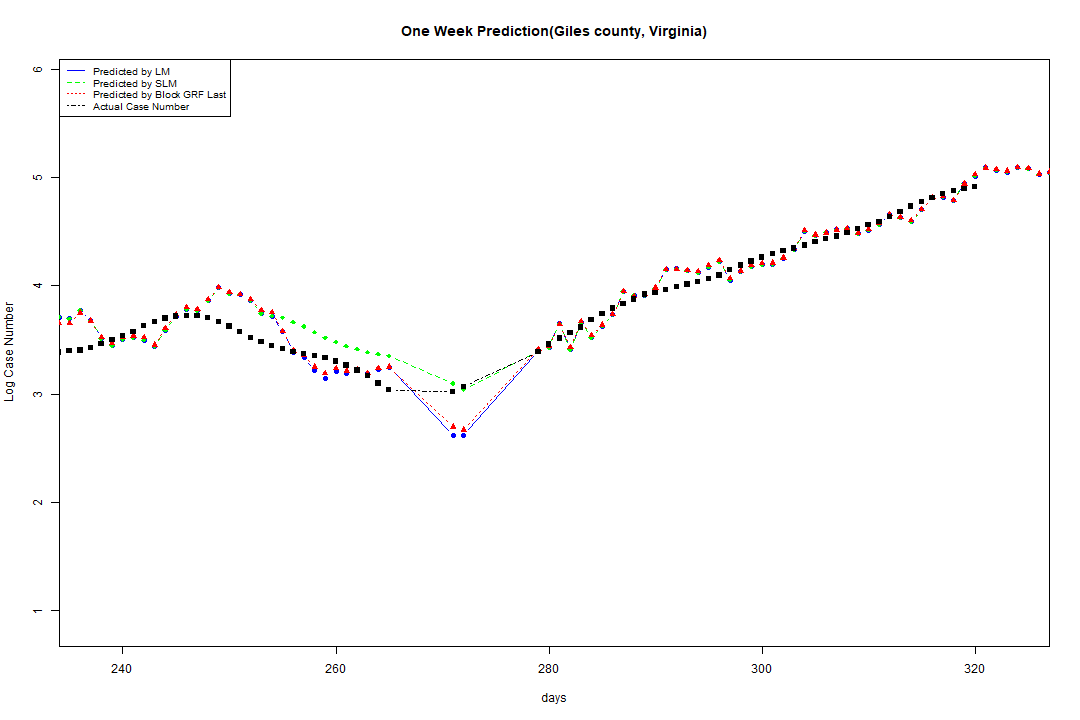 One Week Prediction(Giles county, Virginia)
Predicted by LM
Predicted by SLM
Predicted by Block GRF Last
Actual Case Number
6
5
4
3
2
1
Log Case Number
240
260
280
300
320
days